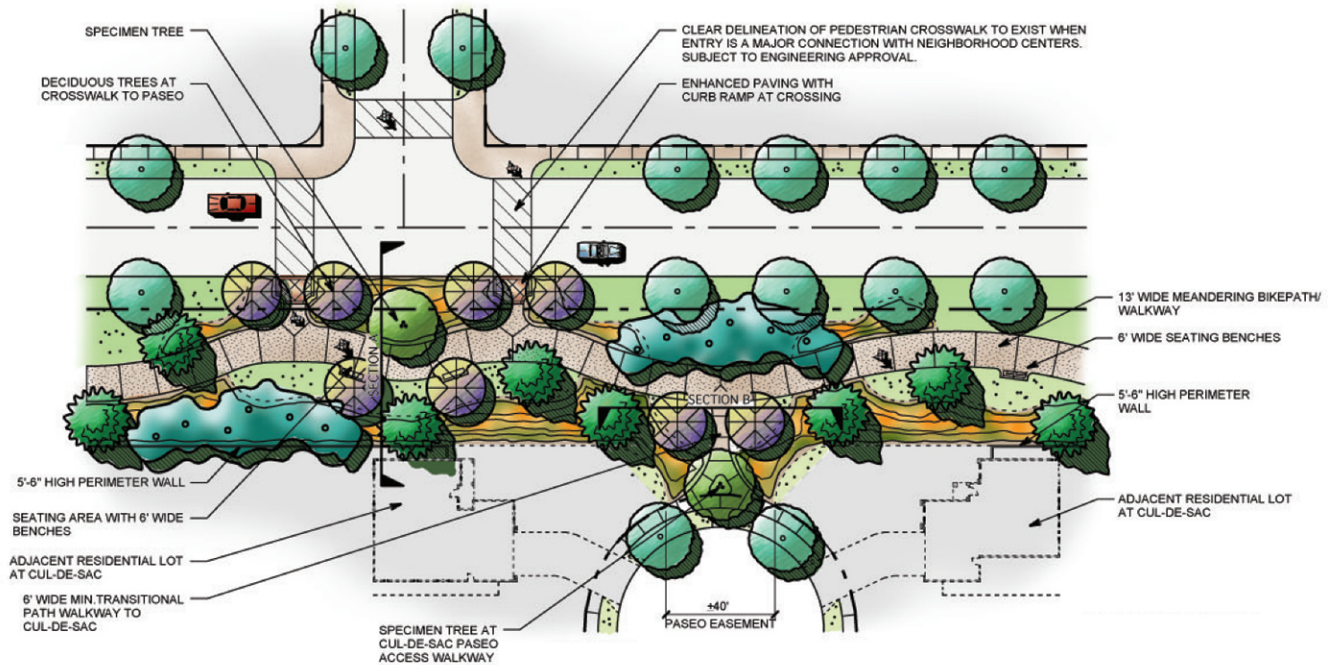 SPECIMEN TREE
DECIDUOUS TREES AT
CROSSWALK TO PASEO
CLEAR DELINEATION OF PEDESTRIAN CROSSWALK TO EXIST WHEN
ENTRY IS A MAJOR CONNECTION WITH NEIGHBORHOOD CENTERS.
SUBJECT TO ENGINEERING APPROVAL.
ENHANCED PAVING WITH
CURB RAMP AT CROSSING
13' WIDE MEANDERING BIKEPATH/
WALKWAY
6' WIDE SEATING BENCHES
5'-6" HIGH PERIMETER
WALL
ADJACENT RESIDENTIAL LOT
AT CUL-DE-SAC
SECTION A
SECTION B
5'-6" HIGH PERIMETER WALL
SEATING AREA WITH 6' WIDE
BENCHES
ADJACENT RESIDENTIAL LOT
AT CUL-DE-SAC
6' WIDE MIN.TRANSITIONAL
PATH WALKWAY TO
CUL-DE-SAC
SPECIMEN TREE AT
CUL-DE-SAC PASEO
ACCESS WALKWAY
±40'
PASEO EASEMENT